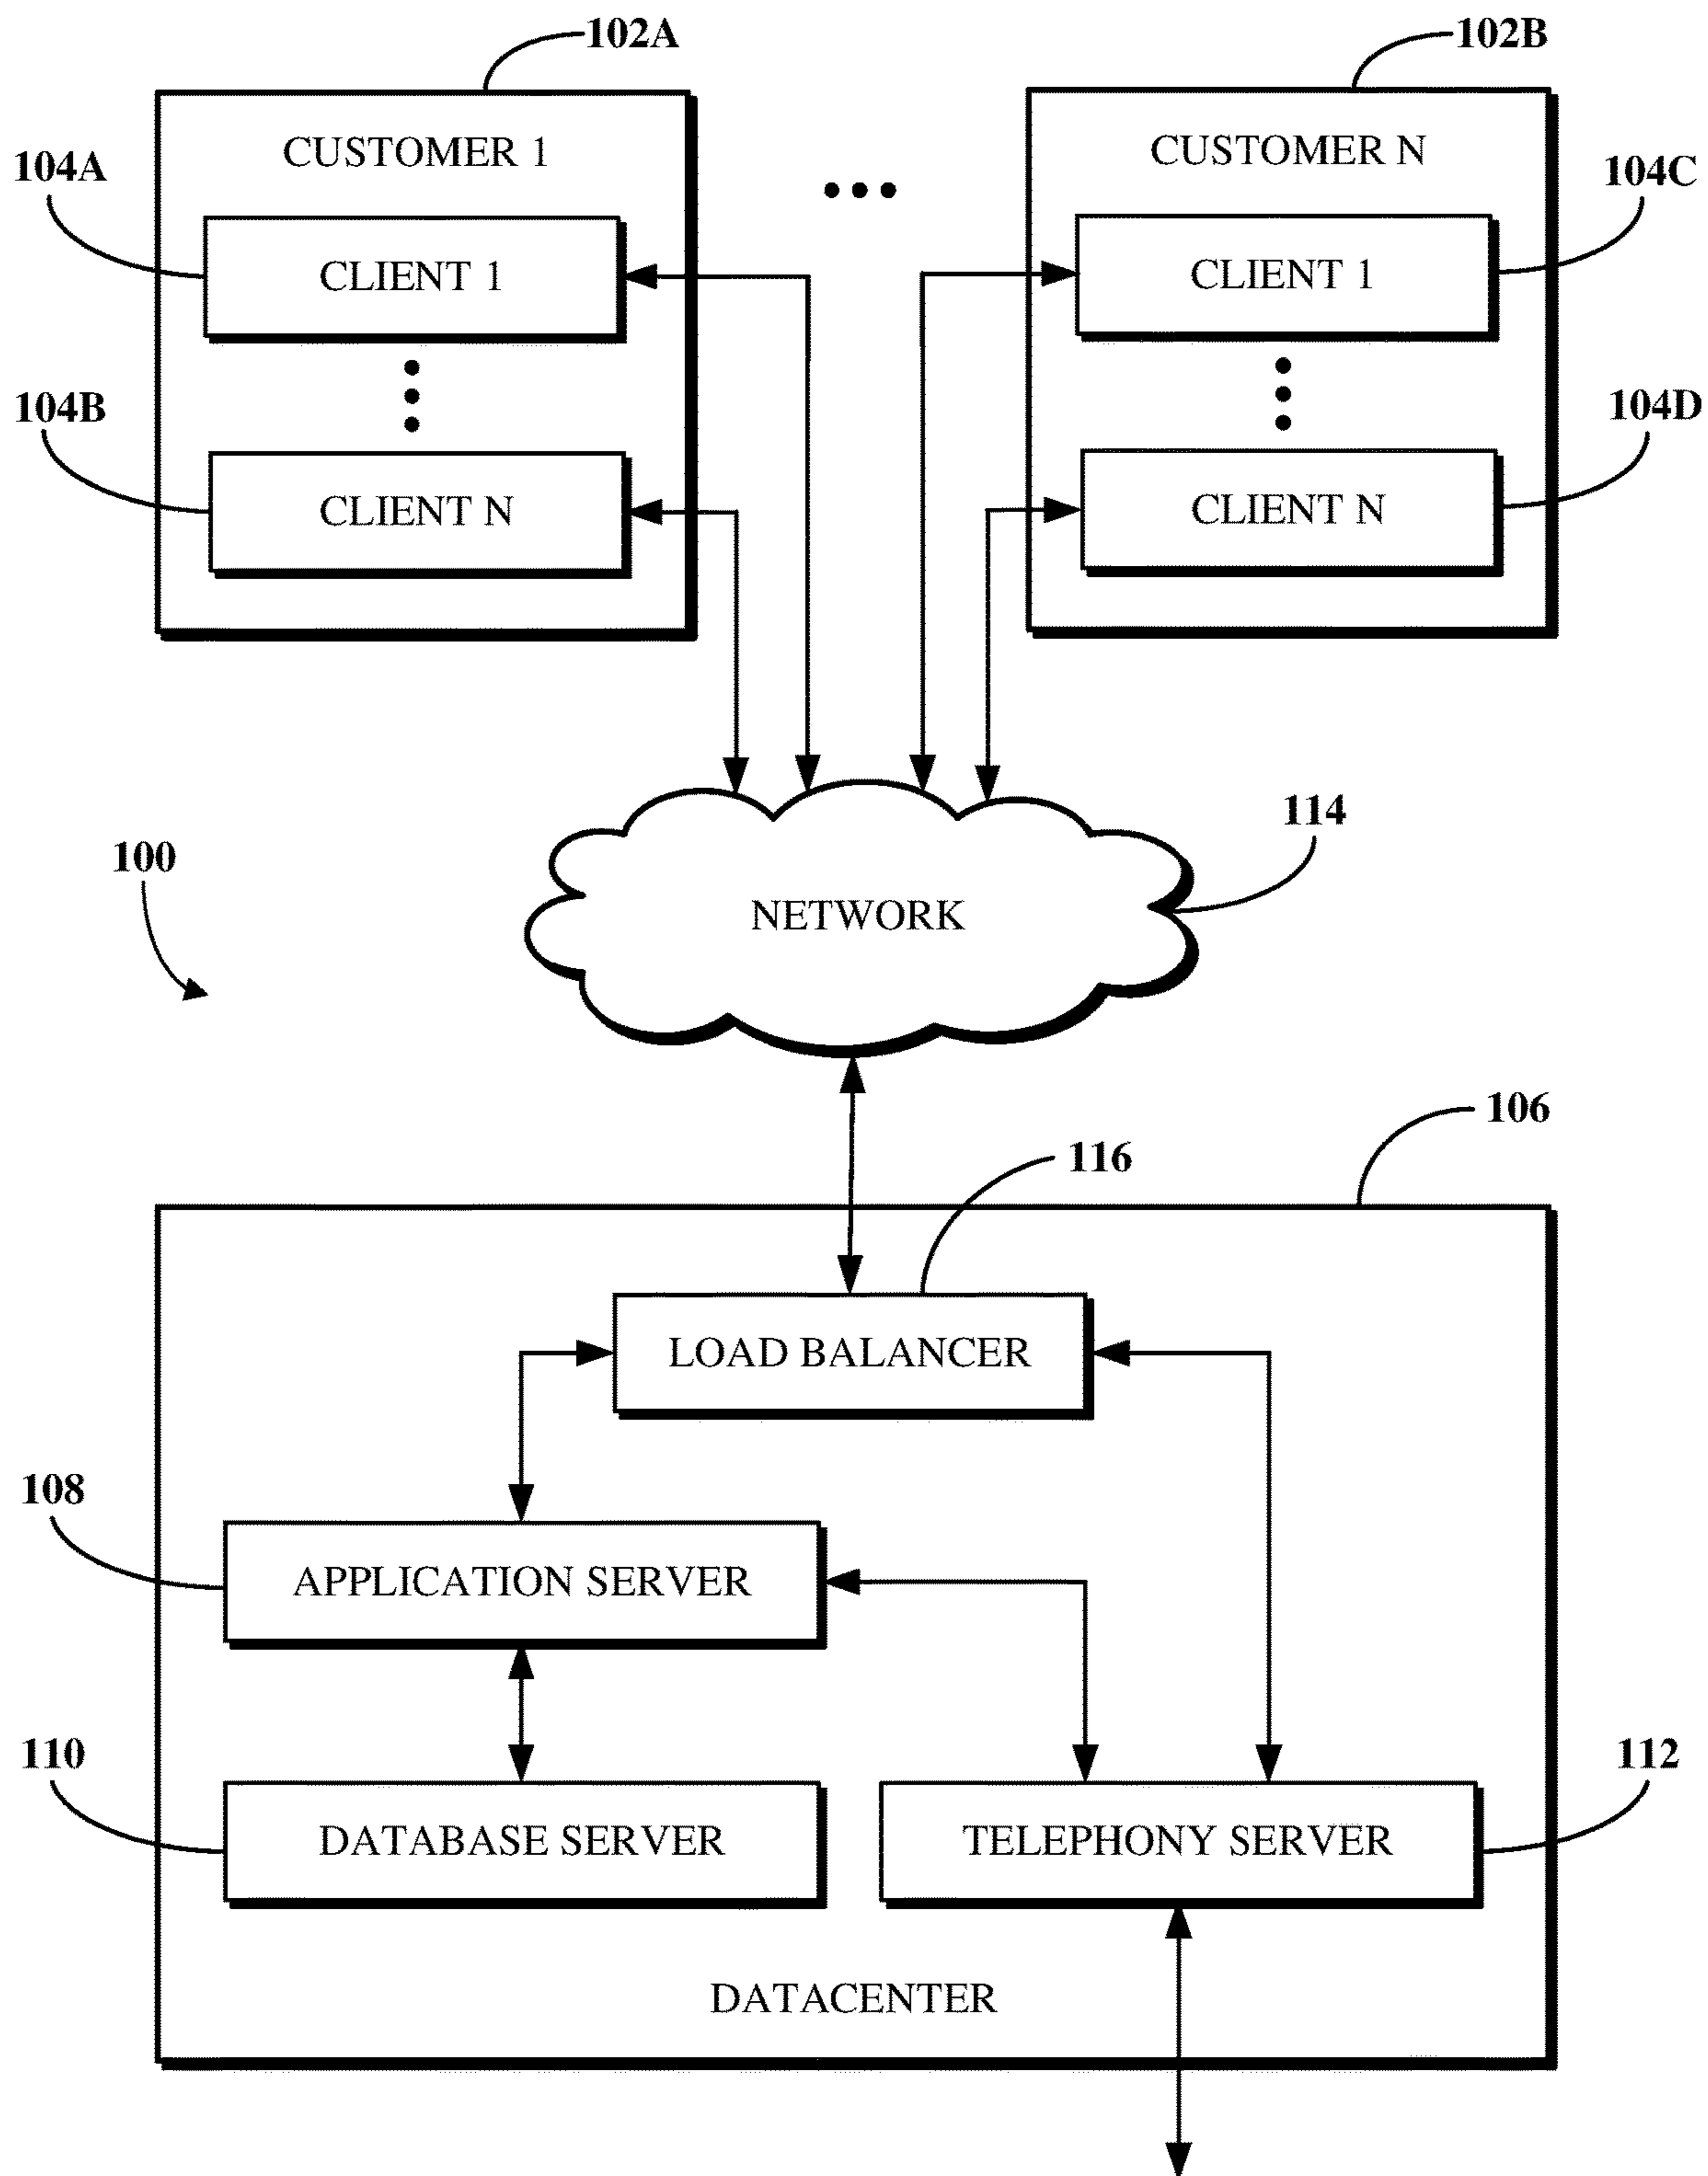 102A
102B
CUSTOMER 1
CUSTOMER N
104A
104C
CLIENT 1
CLIENT 1
104B
104D
CLIENT N
CLIENT N
114
100
NETWORK
106
116
LOAD BALANCER
108
APPLICATION SERVER
110
112
DATABASE SERVER
TELEPHONY SERVER
DATACENTER